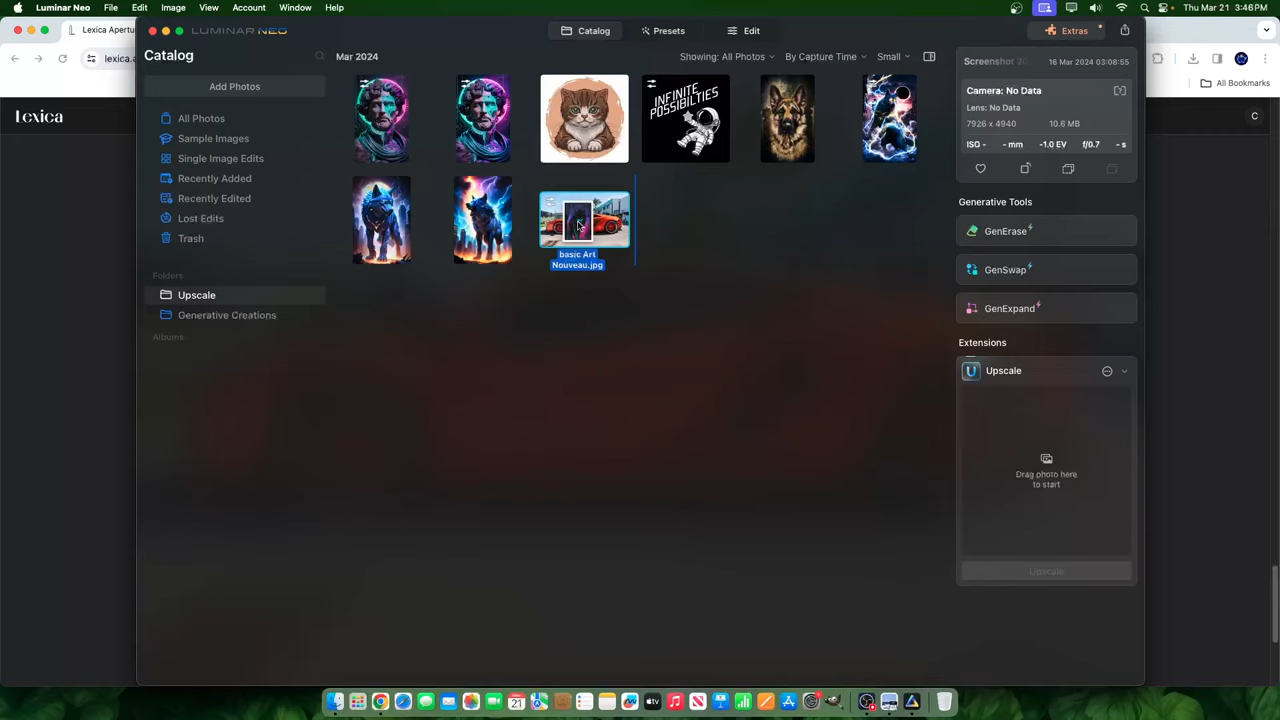 Luminar Neo File Edit Image View Account Window Help Thu Mar 21 3:46PM
Lexica Apertu
lexica.a
All Bookmarks
Lexica
C
LUMINAR NEO
Catalog Presets Edit
Extras
Catalog
Mar 2024
Showing: All Photos By Capture Time Small
Add Photos
All Photos
Sample Images
Single Image Edits
Recently Added
Recently Edited
Lost Edits
Trash
Folders
Upscale
Generative Creations
Albums
INFINITE
POSSIBILTIES
basic Art
Nouveau.jpg
Screenshot 20 16 Mar 2024 03:08:55
Camera: No Data
Lens: No Data
7926 x 4940 10.6 MB
ISO - - mm -1.0 EV f/0.7 - s
Generative Tools
GenErase
GenSwap
GenExpand
Extensions
U Upscale
Drag photo here
to start
Upscale
21